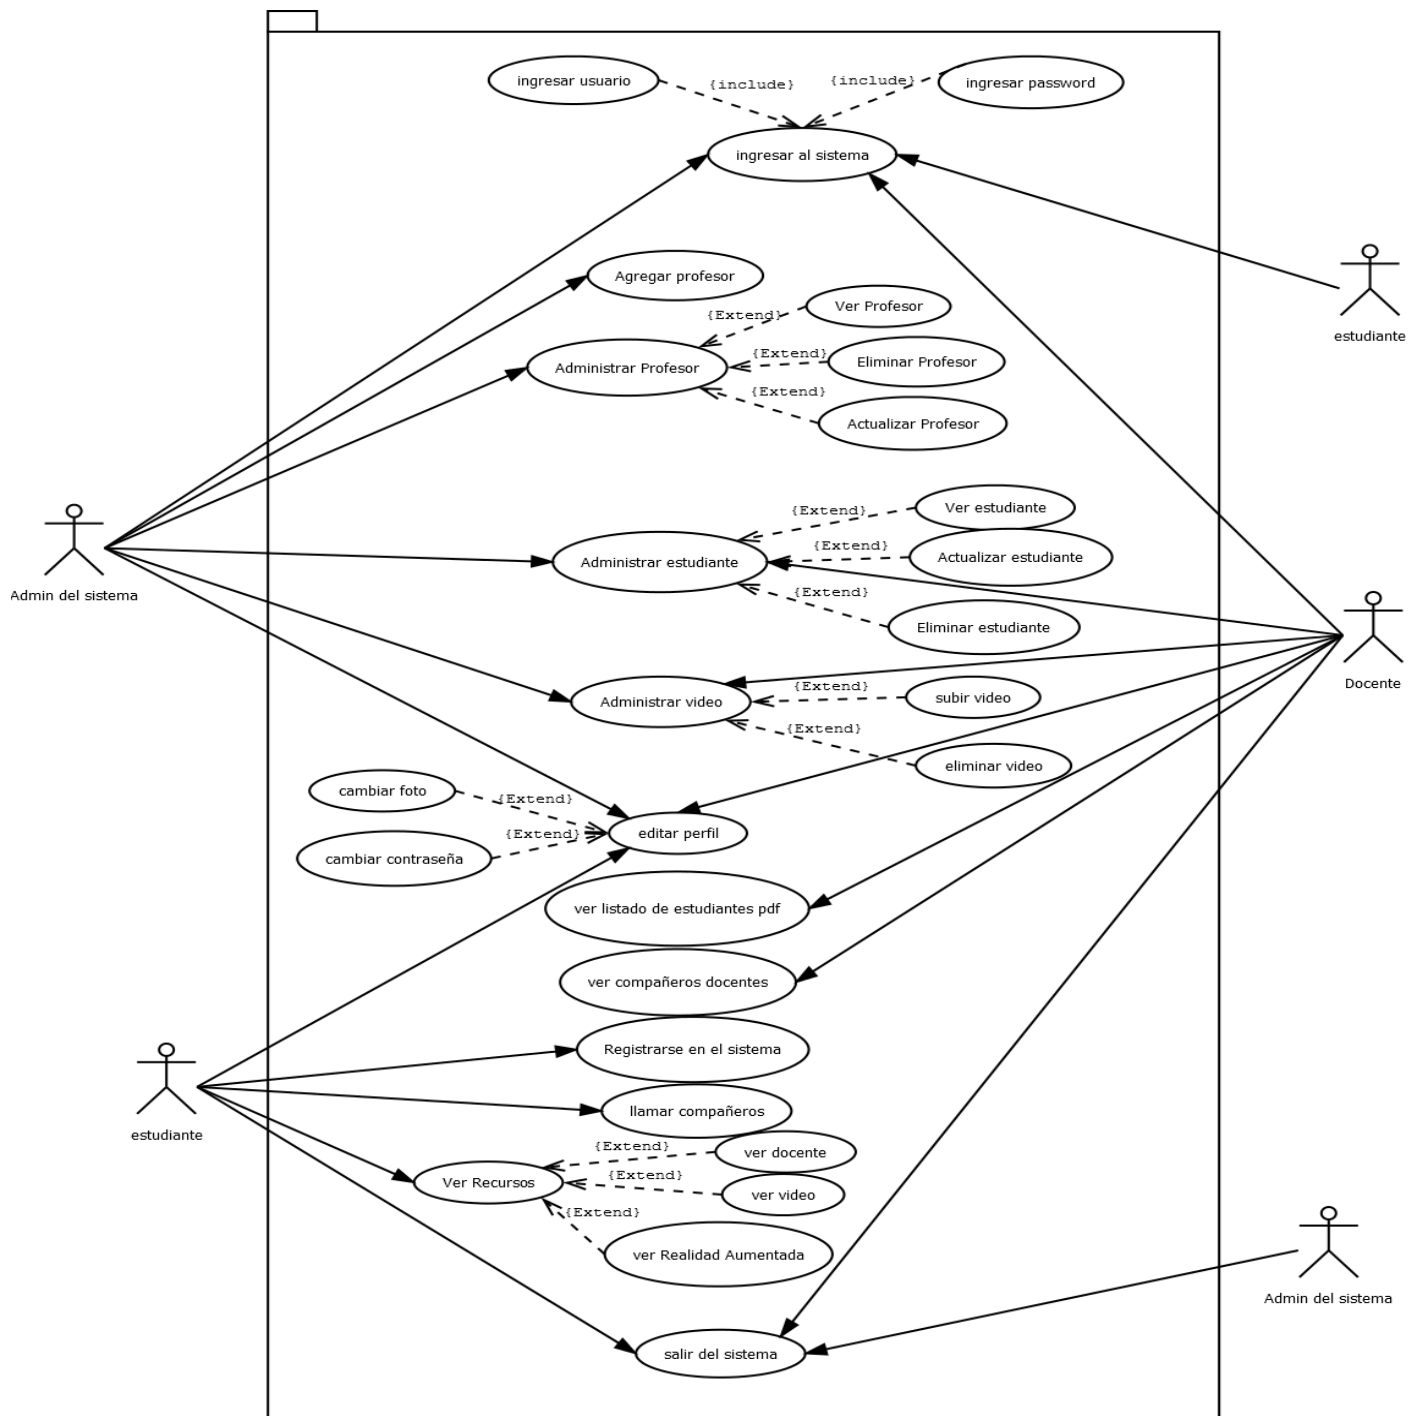 ingresar usuario
{include}
{include}
ingresar password
ingresar al sistema
Agregar profesor
Ver Profesor
{Extend}
estudiante
{Extend}
Eliminar Profesor
Administrar Profesor
{Extend}
Actualizar Profesor
Ver estudiante
{Extend}
{Extend}
Actualizar estudiante
Administrar estudiante
{Extend}
Admin del sistema
Eliminar estudiante
Docente
{Extend}
subir video
Administrar video
{Extend}
eliminar video
cambiar foto
{Extend}
{Extend}
editar perfil
cambiar contraseña
ver listado de estudiantes pdf
ver compañeros docentes
Registrarse en el sistema
llamar compañeros
estudiante
{Extend}
ver docente
{Extend}
Ver Recursos
ver video
{Extend}
ver Realidad Aumentada
Admin del sistema
salir del sistema